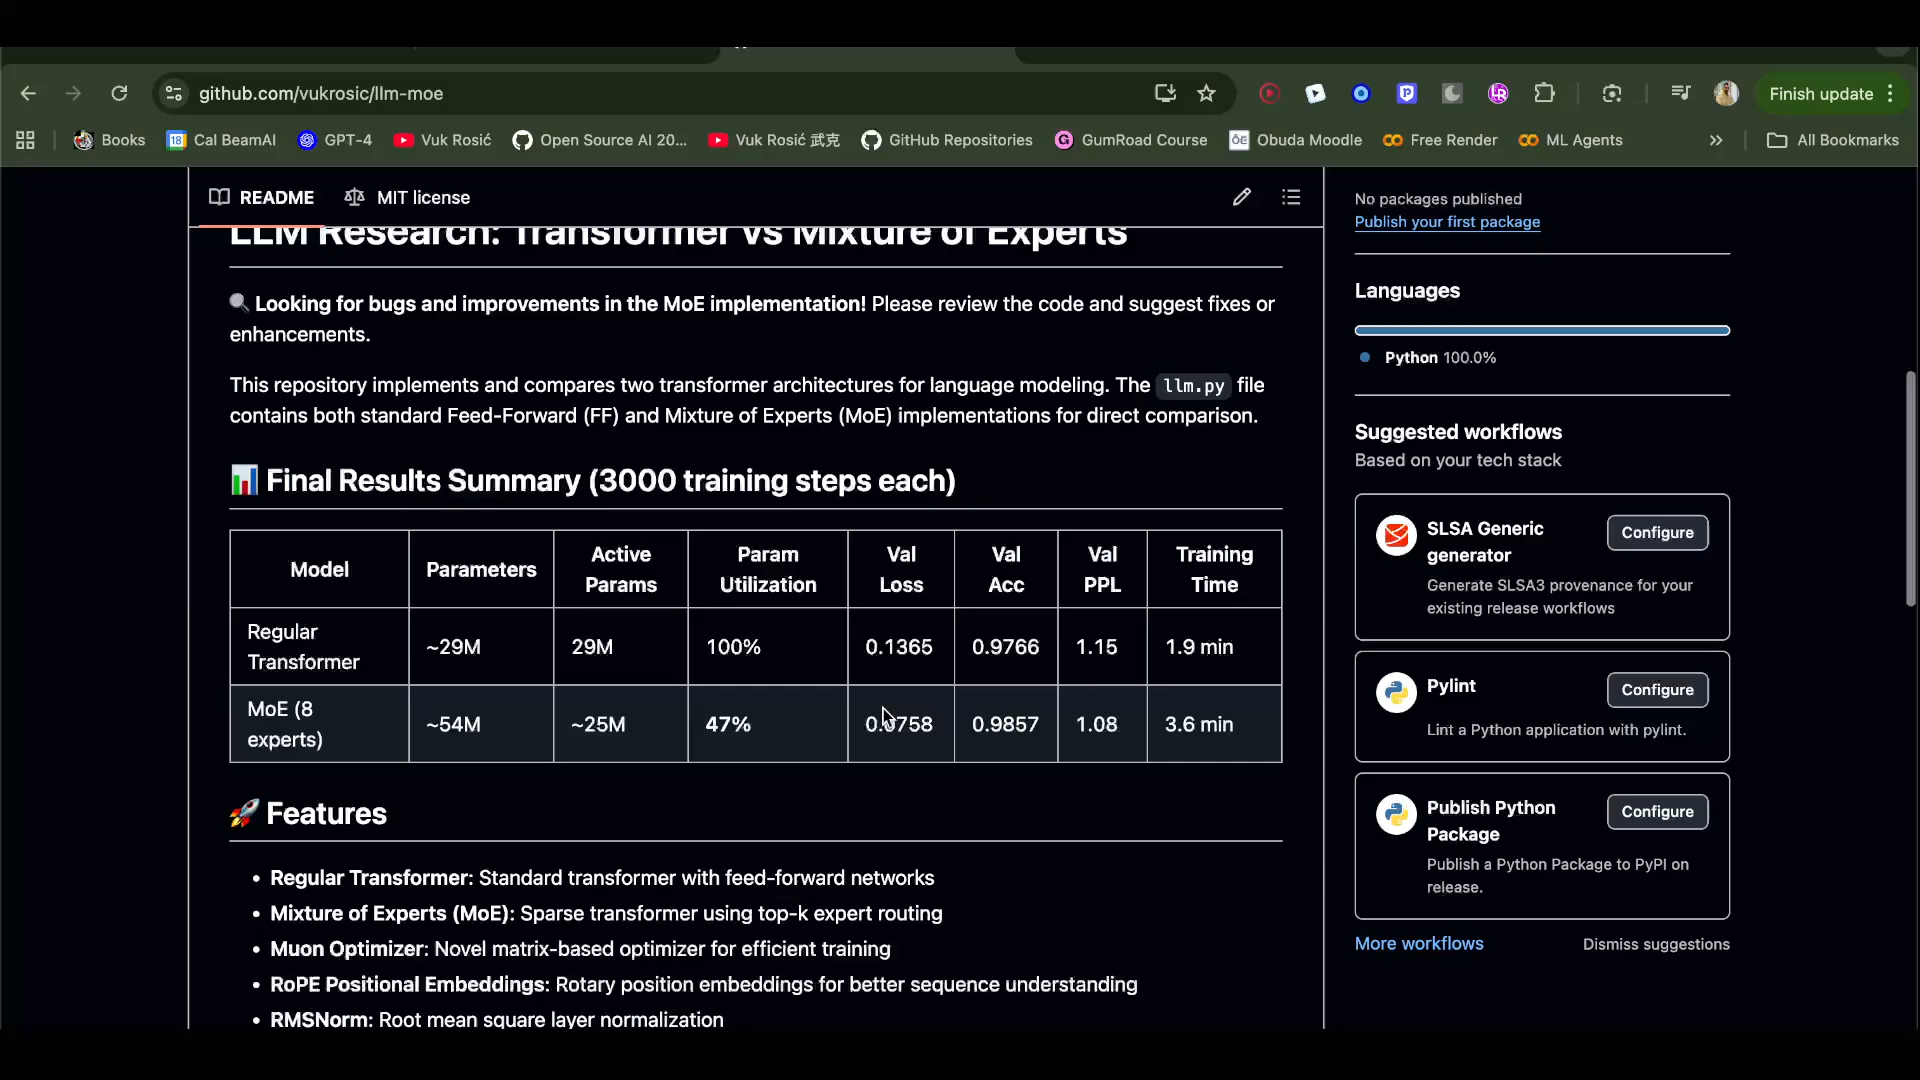 github.com/vukrosic/llm-moe
Finish update
Books
Cal BeamAI
GPT-4
Vuk Rosić
Open Source AI 20...
Vuk Rosić 武克
GitHub Repositories
GumRoad Course
Obuda Moodle
Free Render
ML Agents
All Bookmarks
README
MIT license
LLM Research: Transformer vs Mixture of Experts
🔍 Looking for bugs and improvements in the MoE implementation! Please review the code and suggest fixes or
enhancements.
This repository implements and compares two transformer architectures for language modeling. The llm.py file
contains both standard Feed-Forward (FF) and Mixture of Experts (MoE) implementations for direct comparison.
📊 Final Results Summary (3000 training steps each)
Model Parameters Active Params Param Utilization Val Loss Val Acc Val PPL Training Time
Regular Transformer ~29M 29M 100% 0.1365 0.9766 1.15 1.9 min
MoE (8 experts) ~54M ~25M 47% 0.0758 0.9857 1.08 3.6 min
🚀 Features
• Regular Transformer: Standard transformer with feed-forward networks
• Mixture of Experts (MoE): Sparse transformer using top-k expert routing
• Muon Optimizer: Novel matrix-based optimizer for efficient training
• RoPE Positional Embeddings: Rotary position embeddings for better sequence understanding
• RMSNorm: Root mean square layer normalization
No packages published
Publish your first package
Languages
Python 100.0%
Suggested workflows
Based on your tech stack
SLSA Generic
generator
Configure
Generate SLSA3 provenance for your
existing release workflows
Pylint
Configure
Lint a Python application with pylint.
Publish Python
Package
Configure
Publish a Python Package to PyPI on
release.
More workflows
Dismiss suggestions